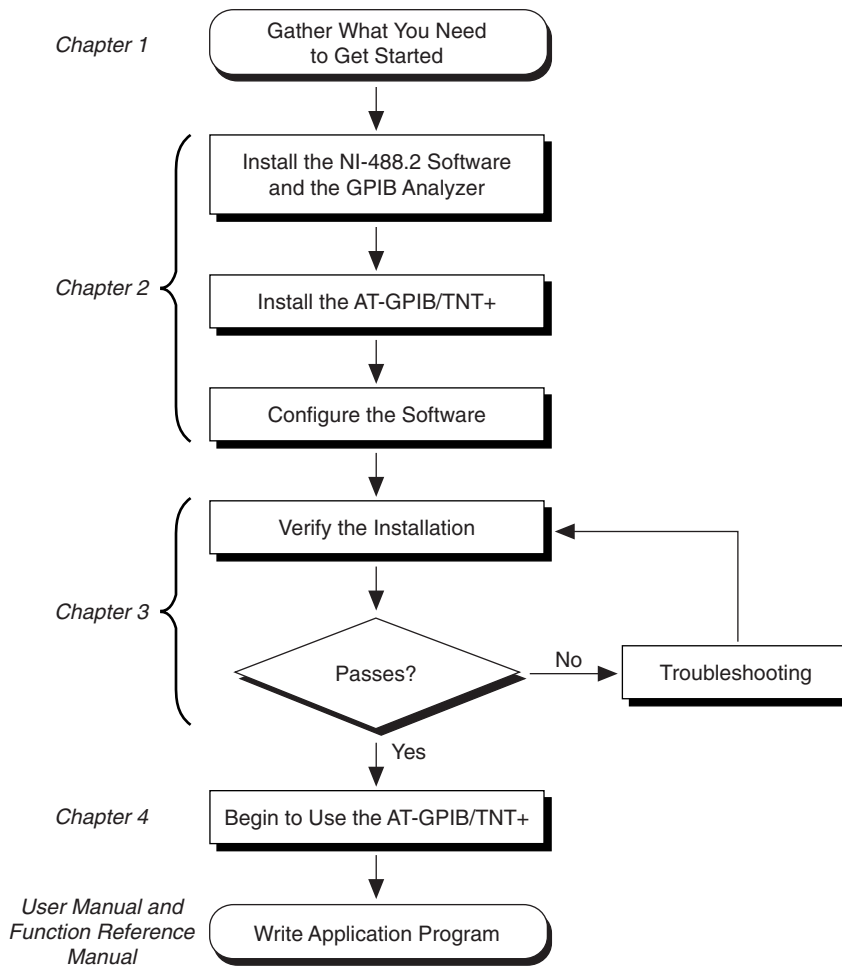 Chapter 1
Gather What You Need
to Get Started
Install the NI-488.2 Software
and the GPIB Analyzer
Chapter 2
Install the AT-GPIB/TNT+
Configure the Software
Verify the Installation
Chapter 3
Passes?
No
Troubleshooting
Yes
Chapter 4
Begin to Use the AT-GPIB/TNT+
User Manual and
Function Reference
Manual
Write Application Program